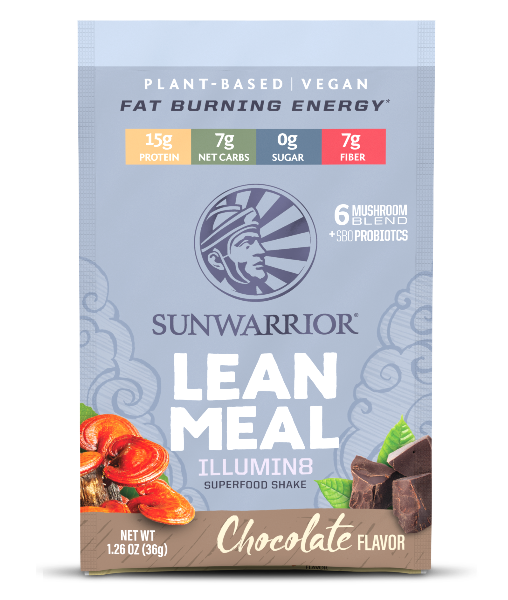 PLANT-BASED | VEGAN
FAT BURNING ENERGY*
15g PROTEIN
7g NET CARBS
0g SUGAR
7g FIBER
6 MUSHROOM BLEND
+SBO PROBIOTCS
SUNWARRIOR®
LEAN
MEAL
ILLUMIN8
SUPERFOOD SHAKE
NET WT
1.26 OZ (36g)
Chocolate FLAVOR
FLAVOR